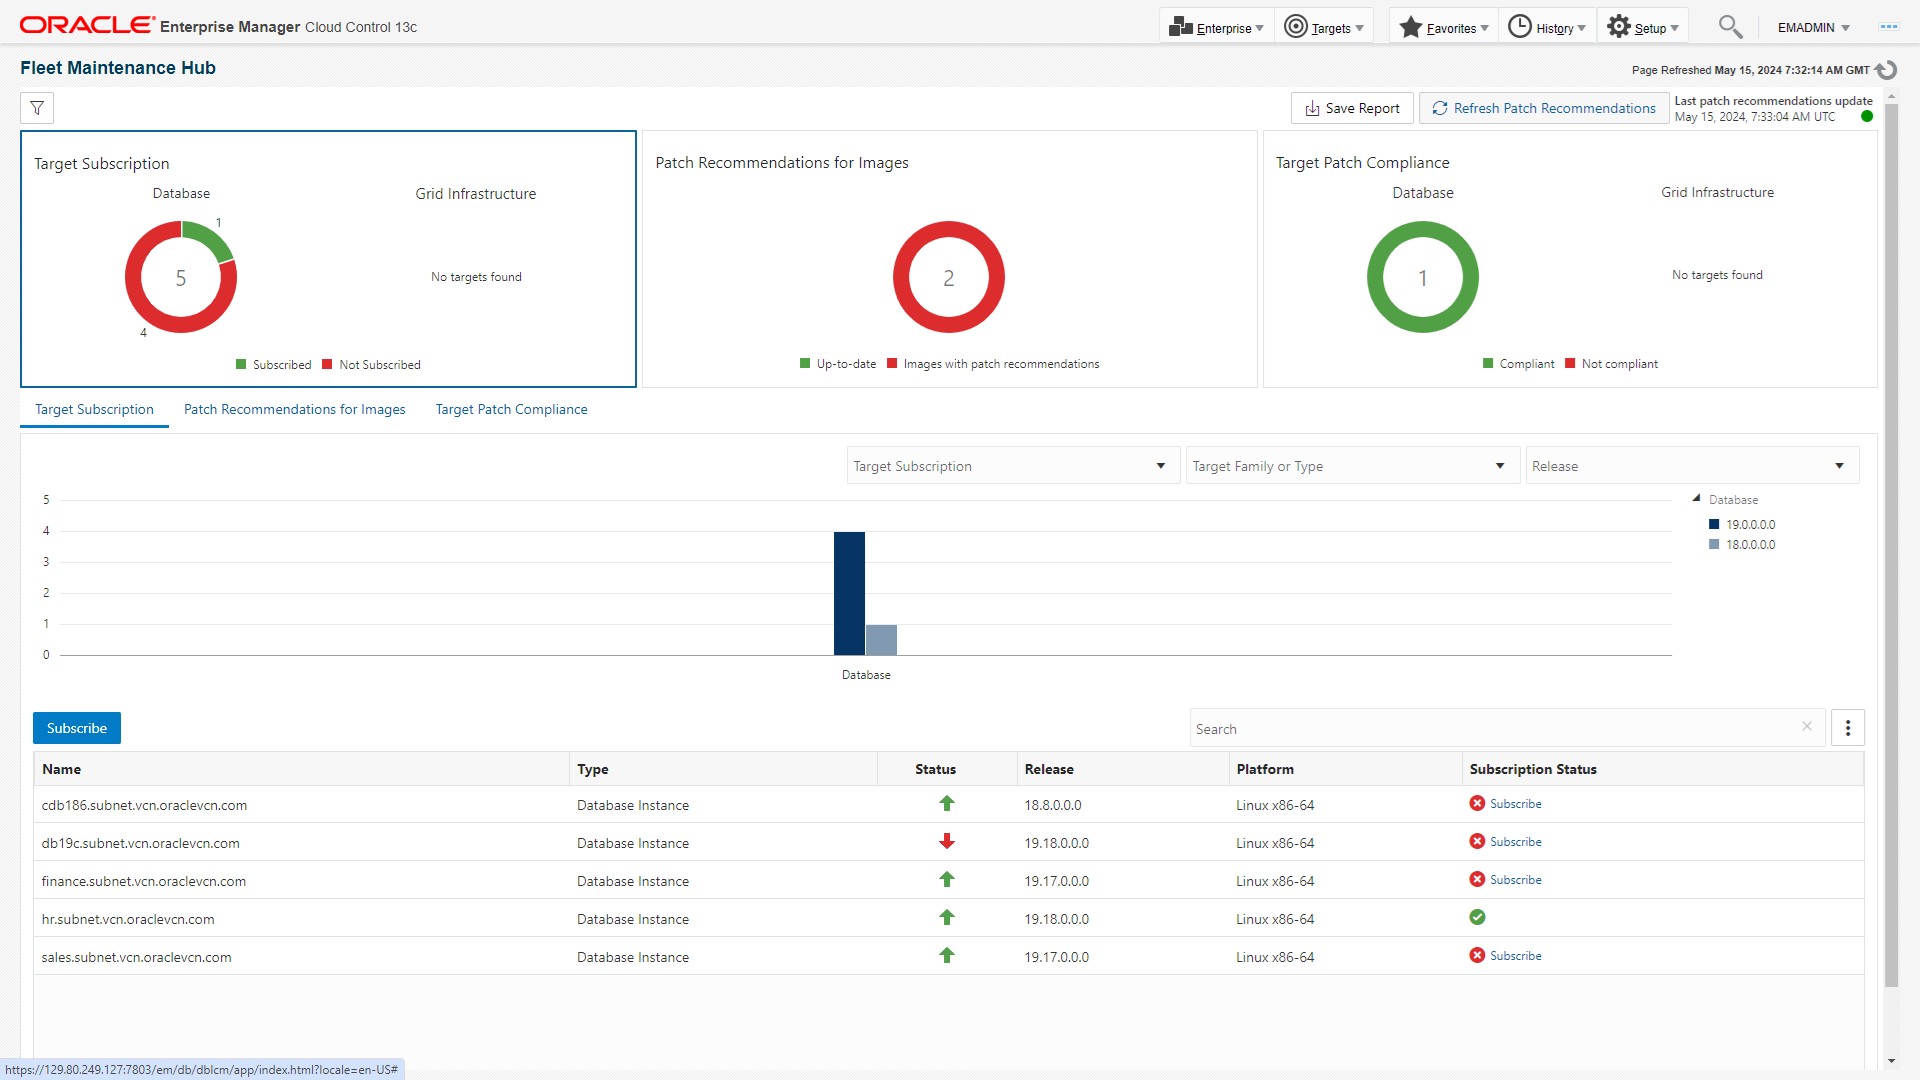 ORACLE Enterprise Manager Cloud Control 13c
Enterprise Targets Favorites History Setup EMADMIN
Fleet Maintenance Hub
Page Refreshed May 15, 2024 7:32:14 AM GMT
Save Report
Refresh Patch Recommendations
Last patch recommendations update
May 15, 2024, 7:33:04 AM UTC
Target Subscription
Database
Grid Infrastructure
1
5
No targets found
4
Subscribed Not Subscribed
Patch Recommendations for Images
2
Up-to-date Images with patch recommendations
Target Patch Compliance
Database
Grid Infrastructure
1
No targets found
Compliant Not compliant
Target Subscription Patch Recommendations for Images Target Patch Compliance
Target Subscription Target Family or Type Release
5
4
3
2
1
0
Database
Database
19.0.0.0.0
18.0.0.0.0
Subscribe
Search
Name Type Status Release Platform Subscription Status
cdb186.subnet.vcn.oraclevcn.com Database Instance 18.8.0.0.0 Linux x86-64 Subscribe
db19c.subnet.vcn.oraclevcn.com Database Instance 19.18.0.0.0 Linux x86-64 Subscribe
finance.subnet.vcn.oraclevcn.com Database Instance 19.17.0.0.0 Linux x86-64 Subscribe
hr.subnet.vcn.oraclevcn.com Database Instance 19.18.0.0.0 Linux x86-64
sales.subnet.vcn.oraclevcn.com Database Instance 19.17.0.0.0 Linux x86-64 Subscribe
https://129.80.249.127:7803/em/db/dblcm/app/index.html?locale=en-US#